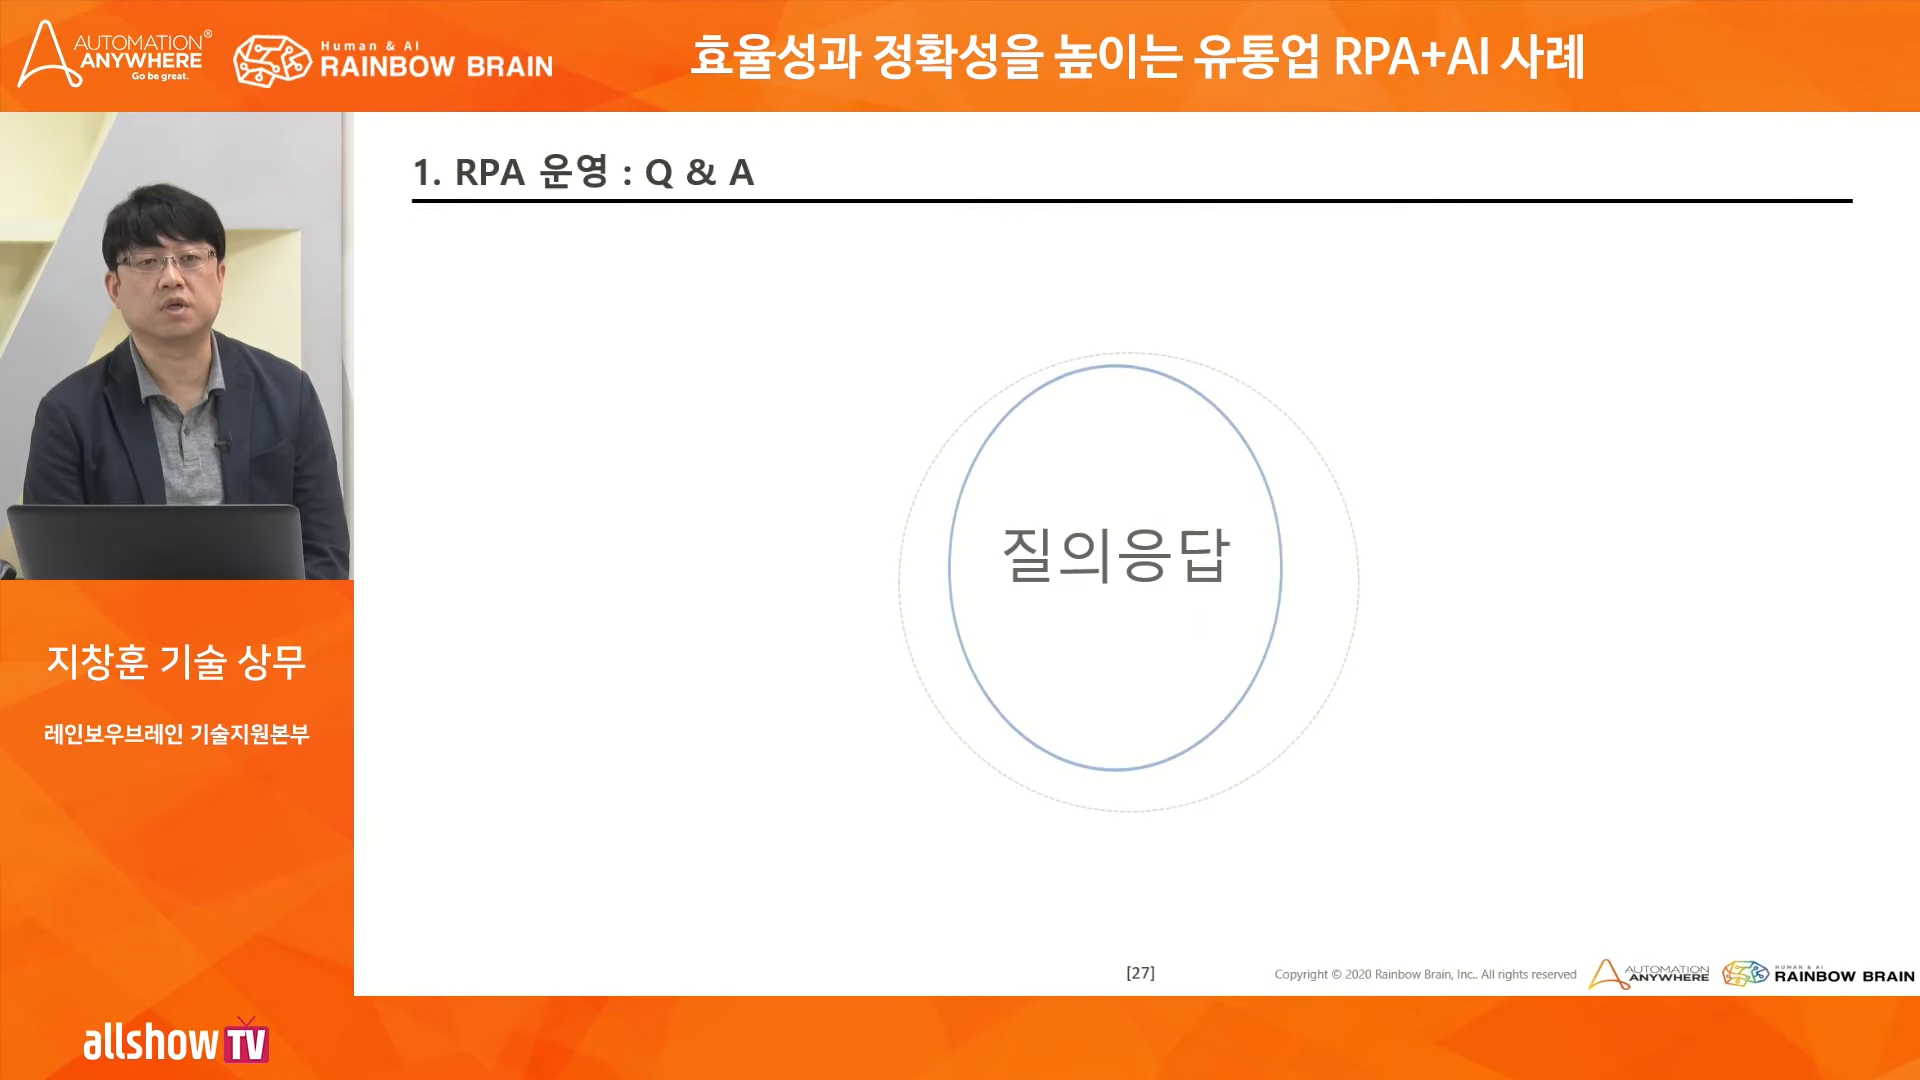 AUTOMATION
ANYWHERE®
Go be great.
Human & AI
RAINBOW BRAIN
효율성과 정확성을 높이는 유통업 RPA+AI 사례
1. RPA 운영 : Q & A
질의응답
지창훈 기술 상무
레인보우브레인 기술지원본부
[27]
Copyright © 2020 Rainbow Brain, Inc.. All rights reserved
AUTOMATION
ANYWHERE
HUMAN & AI
RAINBOW BRAIN
allshow TV